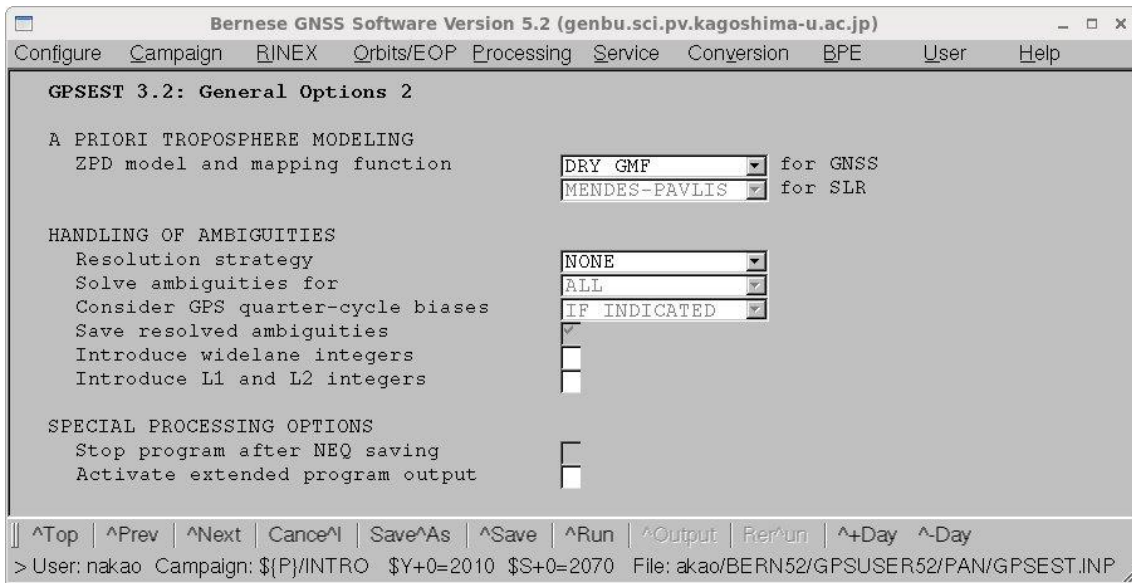 Bernese GNSS Software Version 5.2 (genbu.sci.pv.kagoshima-u.ac.jp)
Configure Campaign RINEX Orbits/EOP Processing Service Conversion BPE User Help
GPSEST 3.2: General Options 2
A PRIORI TROPOSPHERE MODELING
ZPD model and mapping function DRY GMF for GNSS
MENDES-PAVLIS for SLR
HANDLING OF AMBIGUITIES
Resolution strategy NONE
Solve ambiguities for ALL
Consider GPS quarter-cycle biases IF INDICATED
Save resolved ambiguities
Introduce widelane integers
Introduce L1 and L2 integers
SPECIAL PROCESSING OPTIONS
Stop program after NEQ saving
Activate extended program output
^Top | ^Prev | ^Next | Cance^l | Save^As | ^Save | ^Run | ^Output | Rer^un | ^+Day ^-Day
> User: nakao Campaign: ${P}/INTRO $Y+0=2010 $S+0=2070 File: akao/BERN52/GPSUSER52/PAN/GPSEST.INP